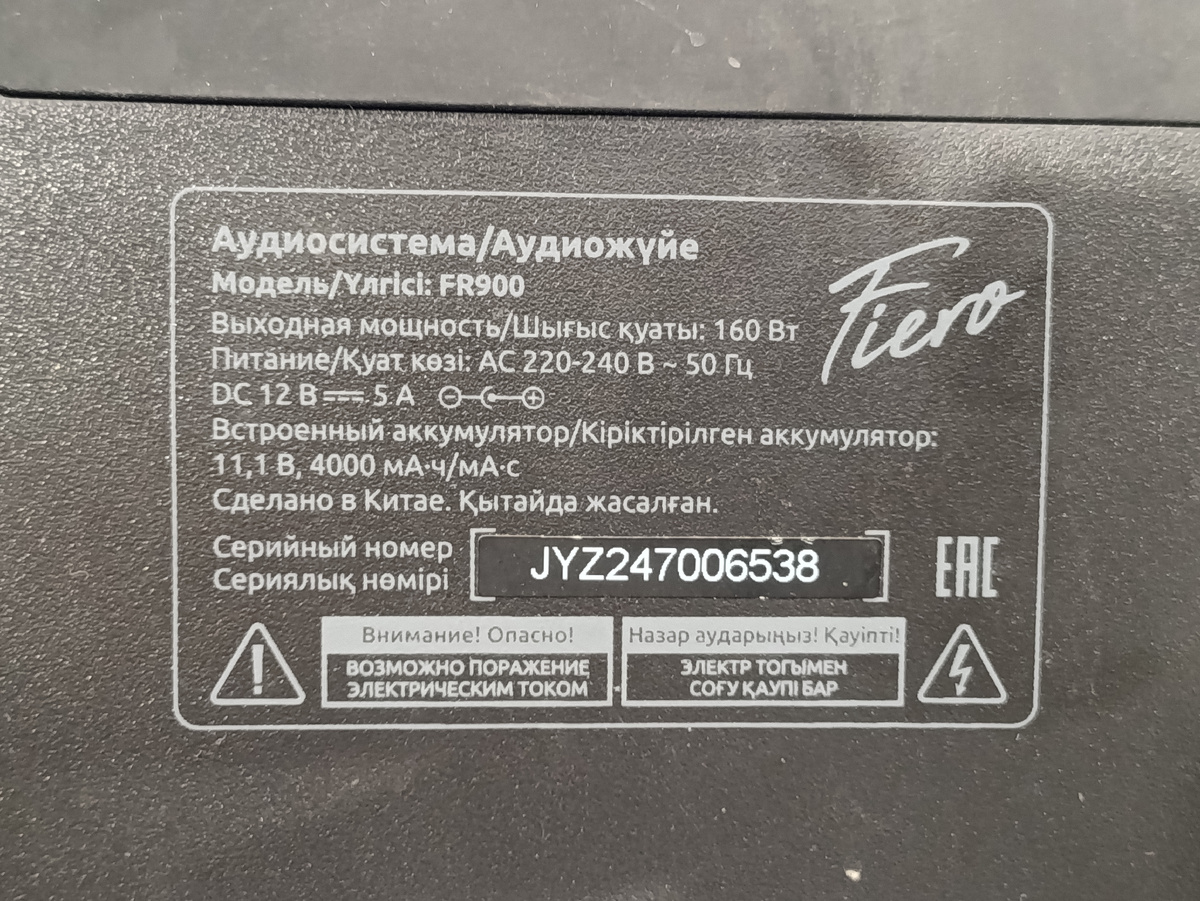 Аудиосистема/Аудиожүйе
Модель/Үлгісі: FR900
Fiero
Выходная мощность/Шығыс қуаты: 160 Вт
Питание/Қуат көзі: AC 220-240 В ~ 50 Гц
DC 12 В ⎓ 5 А
Встроенный аккумулятор/Кіріктірілген аккумулятор:
11,1 В, 4000 мА·ч/мА·с
Сделано в Китае. Қытайда жасалған.
Серийный номер
Сериялық нөмірі
JYZ247006538
EAC
Внимание! Опасно!
ВОЗМОЖНО ПОРАЖЕНИЕ
ЭЛЕКТРИЧЕСКИМ ТОКОМ
Назар аударыңыз! Қауіпті!
ЭЛЕКТР ТОГЫМЕН
СОҒУ ҚАУПІ БАР